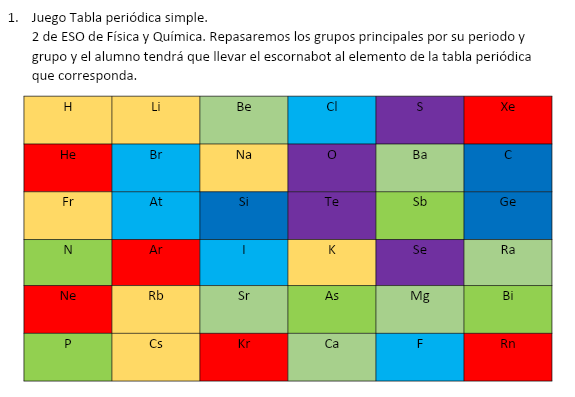 1. Juego Tabla periódica simple.
2 de ESO de Física y Química. Repasaremos los grupos principales por su periodo y
grupo y el alumno tendrá que llevar el escornabot al elemento de la tabla periódica
que corresponda.
H Li Be Cl S Xe
He Br Na O Ba C
Fr At Si Te Sb Ge
N Ar I K Se Ra
Ne Rb Sr As Mg Bi
P Cs Kr Ca F Rn